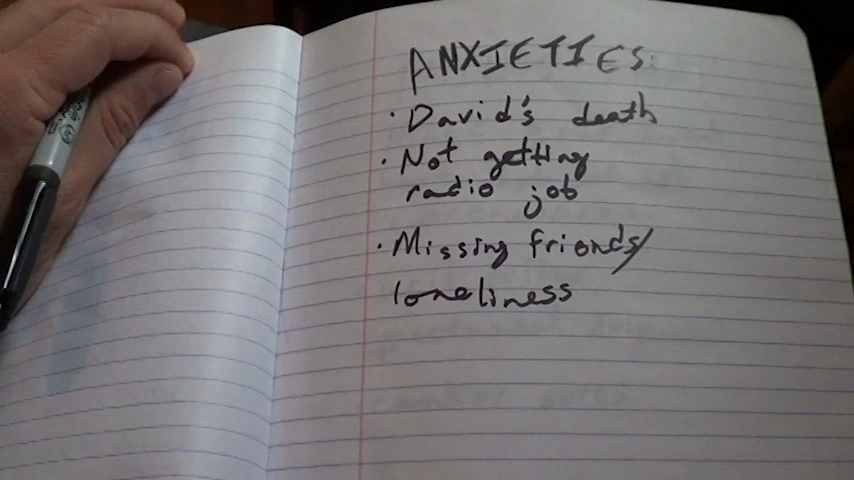 ANXIETIES:
· David's death
· Not getting
radio job
· Missing friends/
loneliness